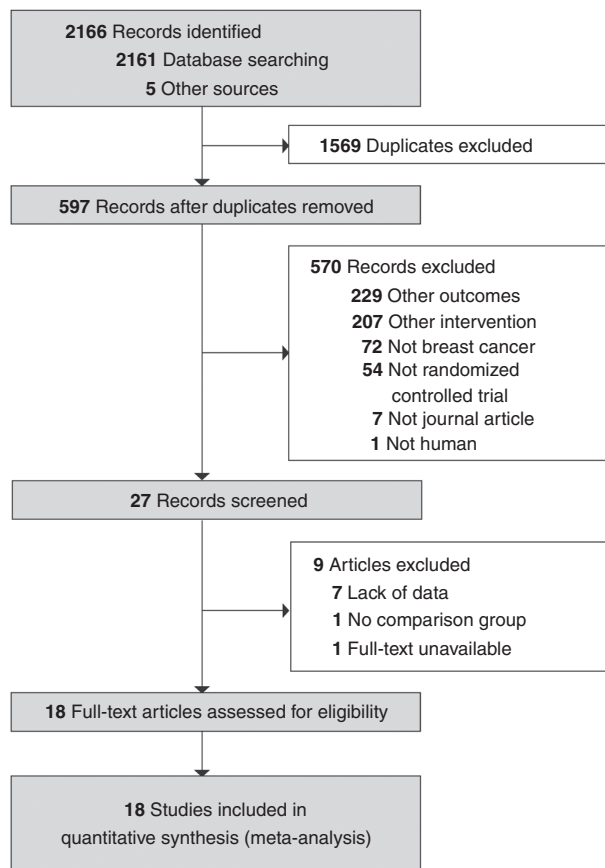 2166 Records identified
2161 Database searching
5 Other sources
1569 Duplicates excluded
597 Records after duplicates removed
570 Records excluded
229 Other outcomes
207 Other intervention
72 Not breast cancer
54 Not randomized
controlled trial
7 Not journal article
1 Not human
27 Records screened
9 Articles excluded
7 Lack of data
1 No comparison group
1 Full-text unavailable
18 Full-text articles assessed for eligibility
18 Studies included in
quantitative synthesis (meta-analysis)